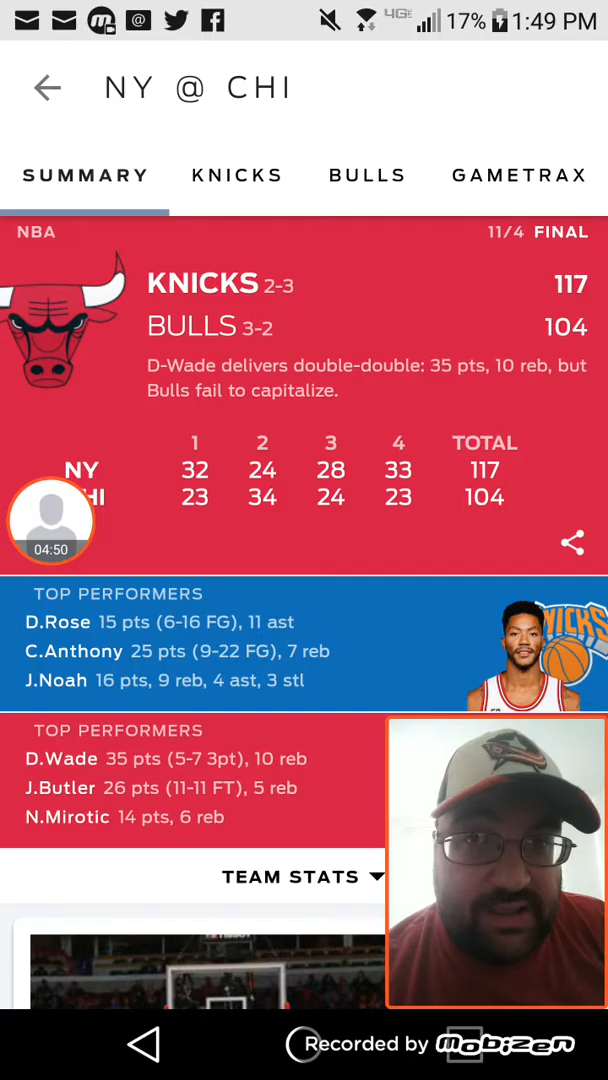 17% 1:49 PM
NY @ CHI
SUMMARY KNICKS BULLS GAMETRAX
NBA 11/4 FINAL
KNICKS 2-3 117
BULLS 3-2 104
D-Wade delivers double-double: 35 pts, 10 reb, but
Bulls fail to capitalize.
1 2 3 4 TOTAL
NY 32 24 28 33 117
HI 23 34 24 23 104
04:50
TOP PERFORMERS
D.Rose 15 pts (6-16 FG), 11 ast
C.Anthony 25 pts (9-22 FG), 7 reb
J.Noah 16 pts, 9 reb, 4 ast, 3 stl
NICKS
TOP PERFORMERS
D.Wade 35 pts (5-7 3pt), 10 reb
J.Butler 26 pts (11-11 FT), 5 reb
N.Mirotic 14 pts, 6 reb
TEAM STATS
Recorded by Mobizen